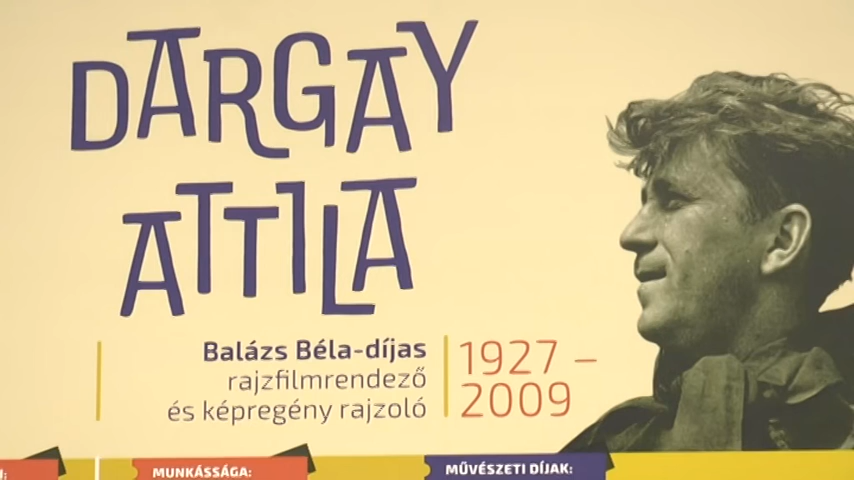 DARGAY
ATTILA
Balázs Béla-díjas
rajzfilmrendező
és képregény rajzoló
1927 –
2009
MUNKÁSSÁGA:
MŰVÉSZETI DÍJAK: